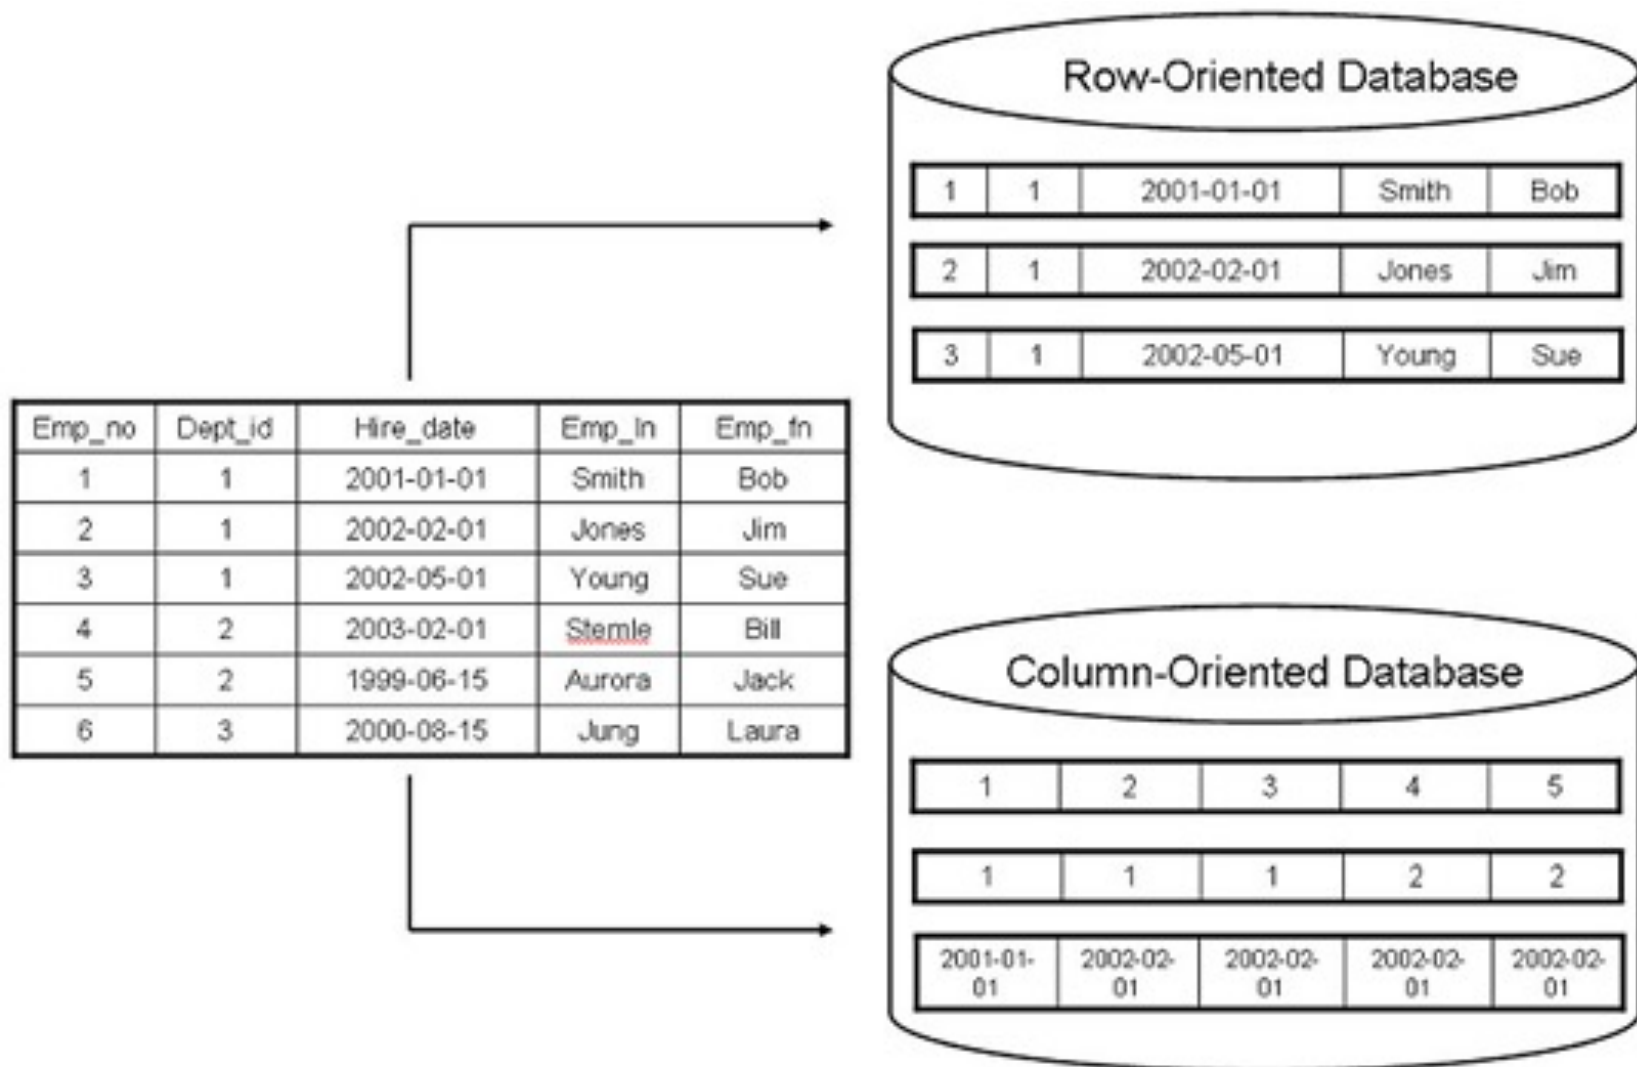 Row-Oriented Database
1 1 2001-01-01 Smith Bob
2 1 2002-02-01 Jones Jim
3 1 2002-05-01 Young Sue
Emp_no Dept_id Hire_date Emp_ln Emp_fn
1 1 2001-01-01 Smith Bob
2 1 2002-02-01 Jones Jim
3 1 2002-05-01 Young Sue
4 2 2003-02-01 Stemle Bill
5 2 1999-06-15 Aurora Jack
6 3 2000-08-15 Jung Laura
Column-Oriented Database
1 2 3 4 5
1 1 1 2 2
2001-01- 2002-02- 2002-02- 2002-02- 2002-02-
01 01 01 01 01